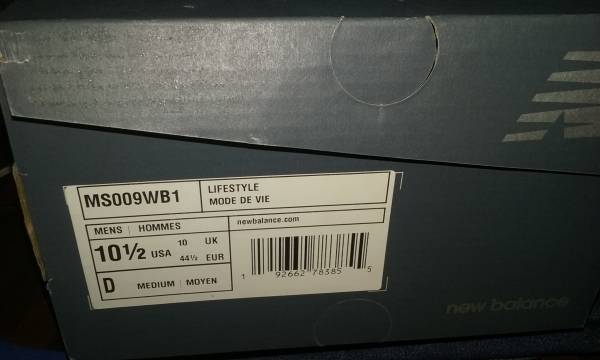 MS009WB1
LIFESTYLE
MODE DE VIE
MENS HOMMES
newbalance.com
10½ USA 10 UK
44½ EUR
D MEDIUM MOYEN
1 92662 78385 5
new balance